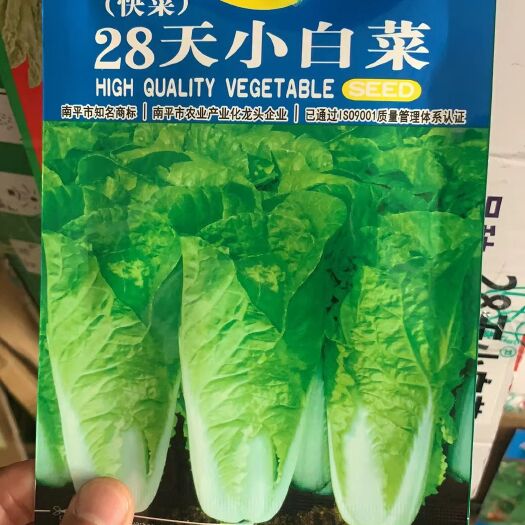 (快菜)
28天小白菜
HIGH QUALITY VEGETABLE SEED
南平市知名商标 | 南平市农业产业化龙头企业 | 已通过ISO9001质量管理体系认证